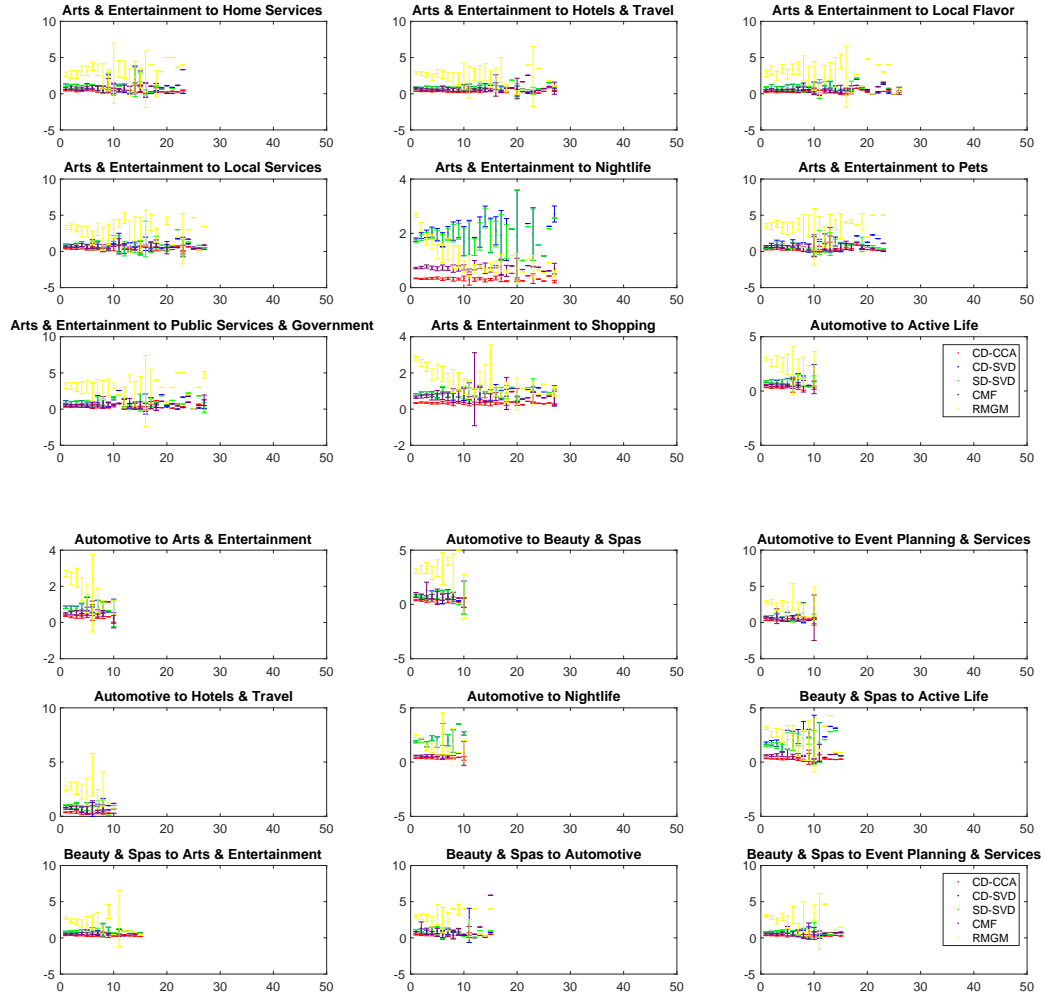 Arts & Entertainment to Home Services
Arts & Entertainment to Hotels & Travel
Arts & Entertainment to Local Flavor
10
5
0
-5
0 10 20 30 40 50
10
5
0
-5
0 10 20 30 40 50
10
5
0
-5
0 10 20 30 40 50
Arts & Entertainment to Local Services
Arts & Entertainment to Nightlife
Arts & Entertainment to Pets
10
5
0
-5
0 10 20 30 40 50
4
2
0
0 10 20 30 40 50
10
5
0
-5
0 10 20 30 40 50
Arts & Entertainment to Public Services & Government
Arts & Entertainment to Shopping
Automotive to Active Life
10
5
0
-5
0 10 20 30 40 50
4
2
0
-2
0 10 20 30 40 50
5
0
-5
0 10 20 30 40 50
CD-CCA
CD-SVD
SD-SVD
CMF
RMGM
Automotive to Arts & Entertainment
Automotive to Beauty & Spas
Automotive to Event Planning & Services
4
2
0
-2
0 10 20 30 40 50
5
0
-5
0 10 20 30 40 50
10
5
0
-5
0 10 20 30 40 50
Automotive to Hotels & Travel
Automotive to Nightlife
Beauty & Spas to Active Life
10
5
0
0 10 20 30 40 50
5
0
-5
0 10 20 30 40 50
5
0
-5
0 10 20 30 40 50
Beauty & Spas to Arts & Entertainment
Beauty & Spas to Automotive
Beauty & Spas to Event Planning & Services
10
5
0
-5
0 10 20 30 40 50
10
5
0
-5
0 10 20 30 40 50
10
5
0
-5
0 10 20 30 40 50
CD-CCA
CD-SVD
SD-SVD
CMF
RMGM